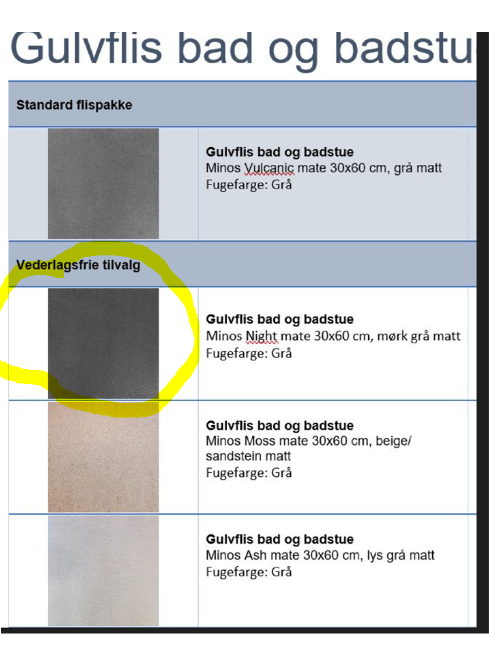 Gulvflis bad og badstu
Standard flispakke
Gulvflis bad og badstue
Minos Vulcanic mate 30x60 cm, grå matt
Fugefarge: Grå
Vederlagsfrie tilvalg
Gulvflis bad og badstue
Minos Night mate 30x60 cm, mørk grå matt
Fugefarge: Grå
Gulvflis bad og badstue
Minos Moss mate 30x60 cm, beige/
sandstein matt
Fugefarge: Grå
Gulvflis bad og badstue
Minos Ash mate 30x60 cm, lys grå matt
Fugefarge: Grå